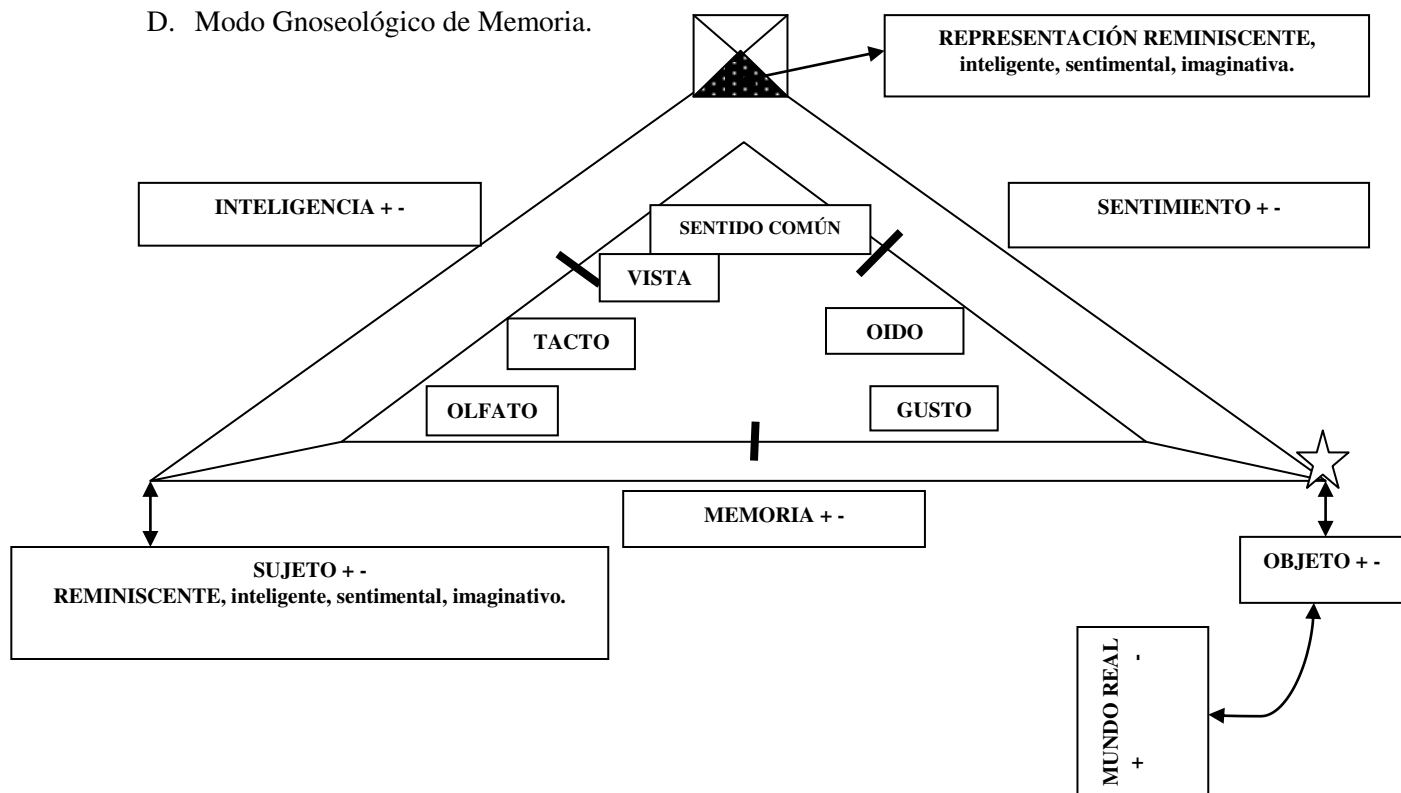 D. Modo Gnoseológico de Memoria.
REPRESENTACIÓN REMINISCENTE,
inteligente, sentimental, imaginativa.
INTELIGENCIA + -
SENTIMIENTO + -
SENTIDO COMÚN
VISTA
TACTO
OIDO
OLFATO
GUSTO
MEMORIA + -
SUJETO + -
REMINISCENTE, inteligente, sentimental, imaginativo.
OBJETO + -
MUNDO REAL
+ -